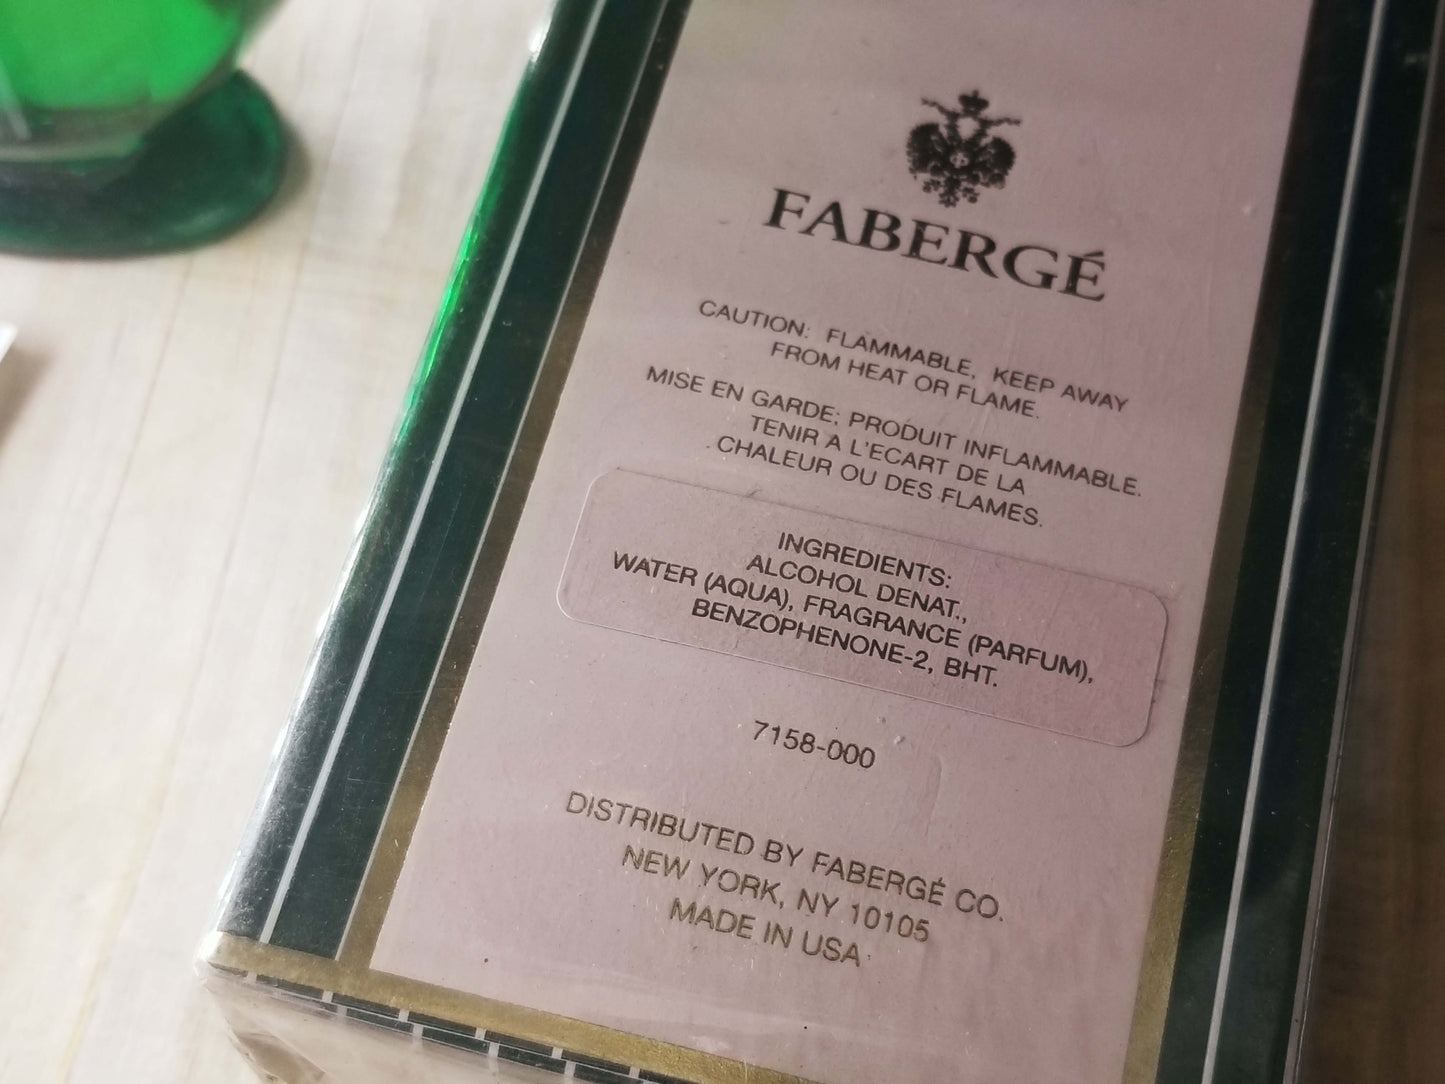 FABERGÉ
CAUTION: FLAMMABLE, KEEP AWAY
FROM HEAT OR FLAME.
MISE EN GARDE: PRODUIT INFLAMMABLE.
TENIR A L'ECART DE LA
CHALEUR OU DES FLAMES.
INGREDIENTS:
ALCOHOL DENAT.,
WATER (AQUA), FRAGRANCE (PARFUM),
BENZOPHENONE-2, BHT.
7158-000
DISTRIBUTED BY FABERGÉ CO.
NEW YORK, NY 10105
MADE IN USA